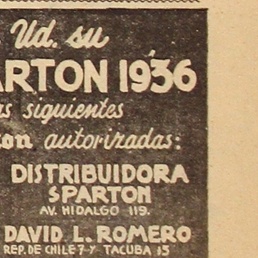 Ud. su
ARTON 1936
as siguientes
on autorizadas:
DISTRIBUIDORA
SPARTON
AV. HIDALGO 119.
DAVID L. ROMERO
REP. DE CHILE 7 Y TACUBA 15